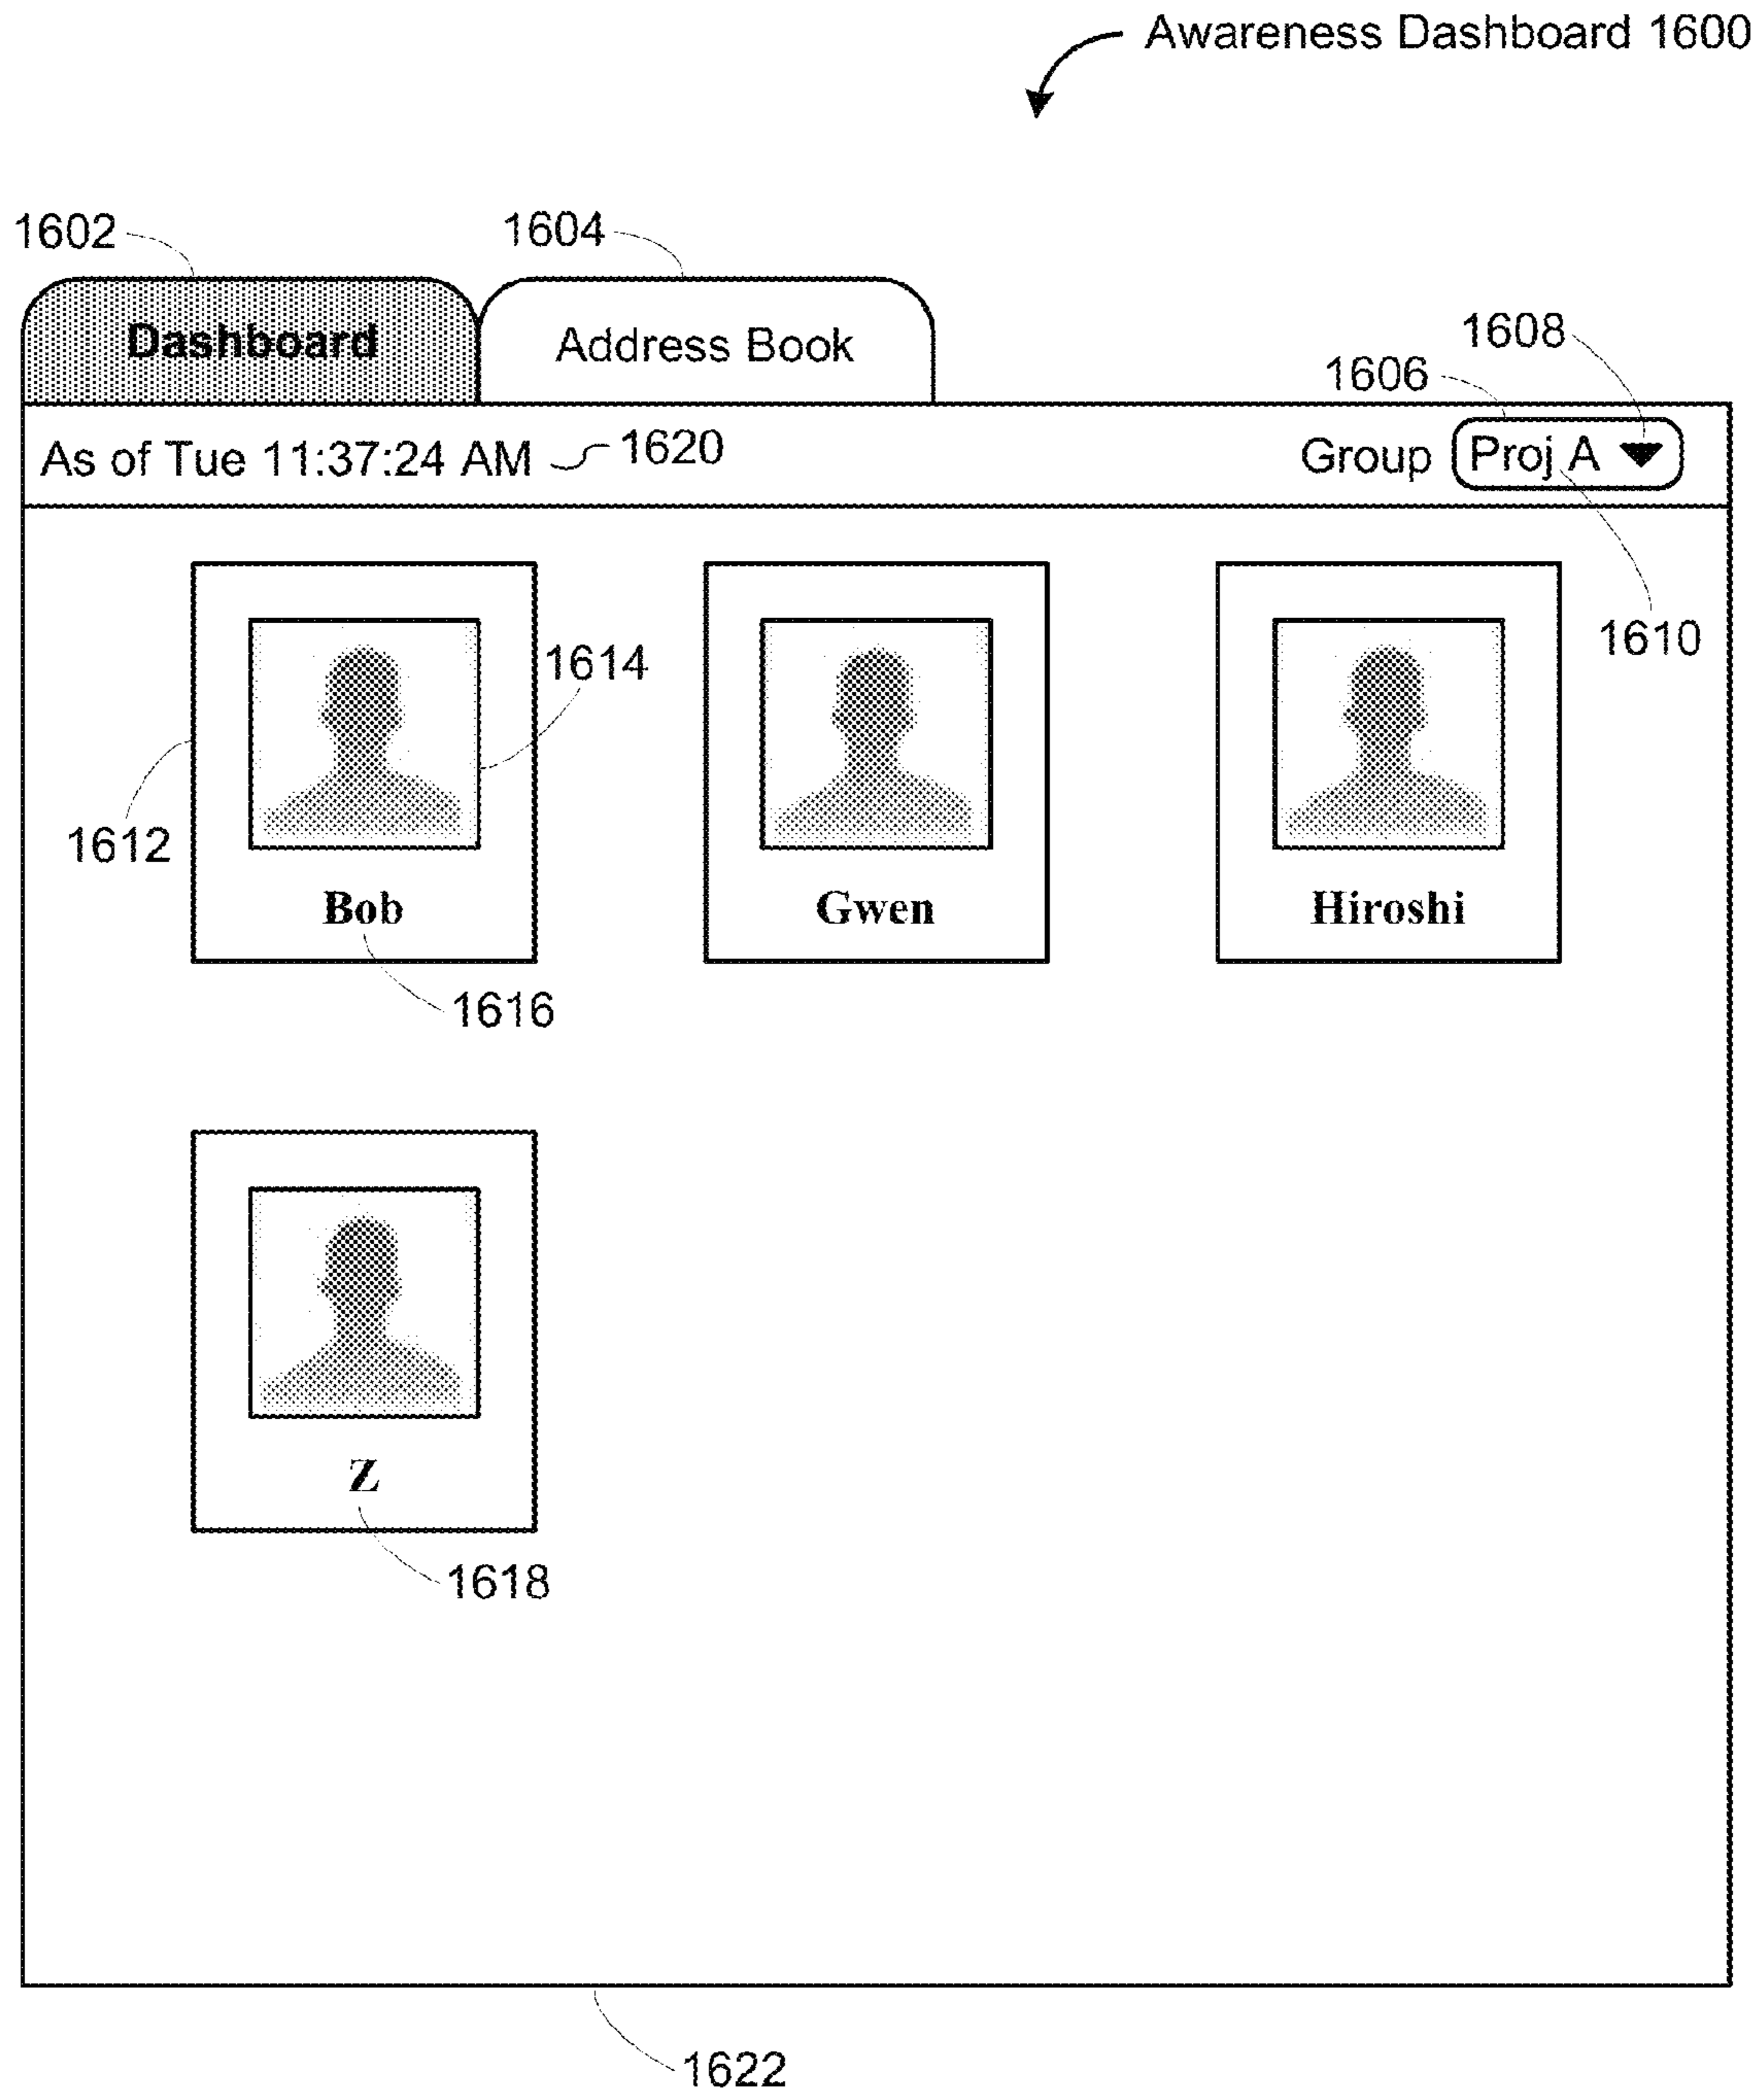 Awareness Dashboard 1600
1602
1604
Dashboard
Address Book
1608
1606
As of Tue 11:37:24 AM
1620
Group
Proj A
1610
1614
1612
Bob
Gwen
Hiroshi
1616
Z
1618
1622